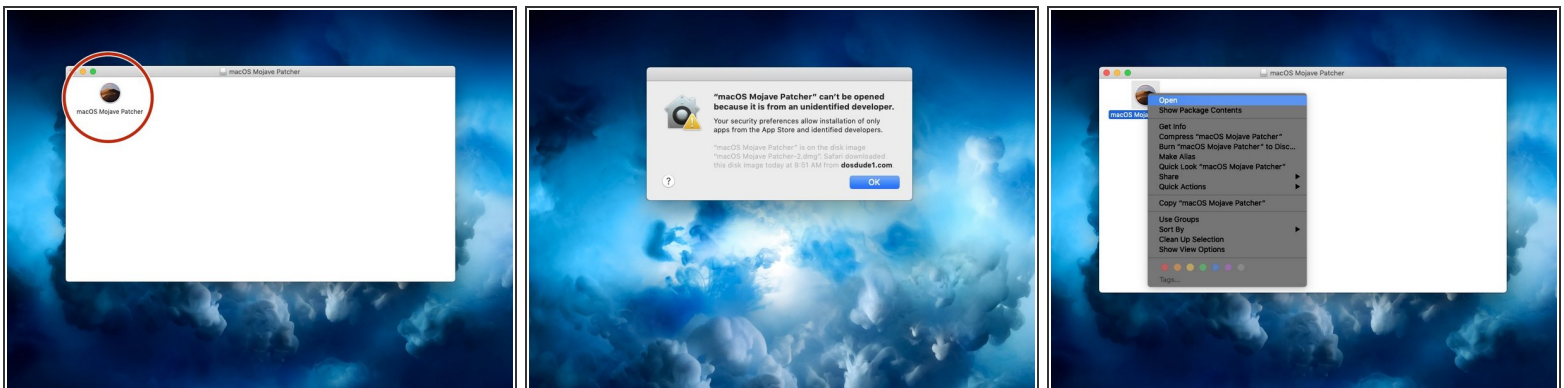 macOS Mojave Patcher
macOS Mojave Patcher
"macOS Mojave Patcher" can't be opened
because it is from an unidentified developer.
Your security preferences allow installation of only
apps from the App Store and identified developers.
"macOS Mojave Patcher" is on the disk image
"macOS Mojave Patcher-2.dmg". Safari downloaded
this disk image today at 8:51 AM from dosdude1.com
?
OK
macOS Mojave Patcher
macOS Moja
Open
Show Package Contents
Get Info
Compress "macOS Mojave Patcher"
Burn "macOS Mojave Patcher" to Disc...
Make Alias
Quick Look "macOS Mojave Patcher"
Share
Quick Actions
Copy "macOS Mojave Patcher"
Use Groups
Sort By
Clean Up Selection
Show View Options
Tags...